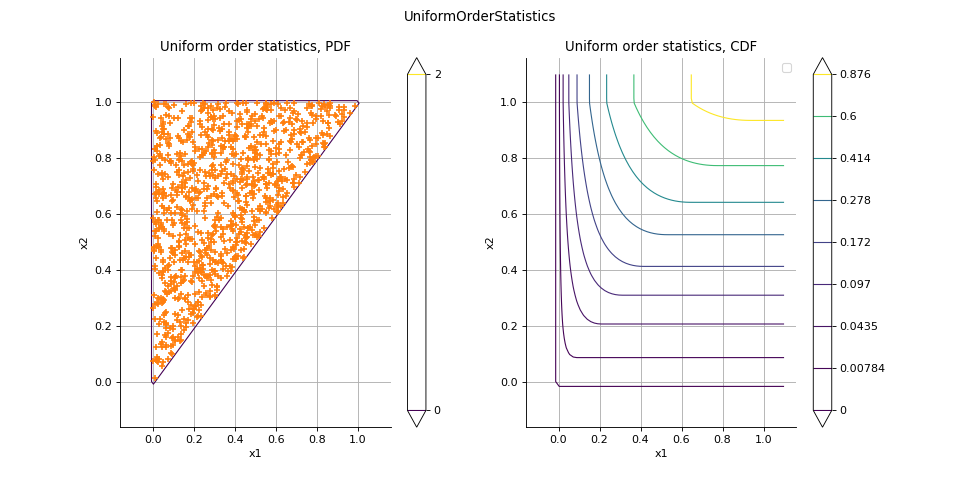 UniformOrderStatistics
Uniform order statistics, PDF
1.0
0.8
0.6
0.4
0.2
0.0
x2
0.0 0.2 0.4 0.6 0.8 1.0
x1
2
0
Uniform order statistics, CDF
1.0
0.8
0.6
0.4
0.2
0.0
x2
0.0 0.2 0.4 0.6 0.8 1.0
x1
0.876
0.6
0.414
0.278
0.172
0.097
0.0435
0.00784
0